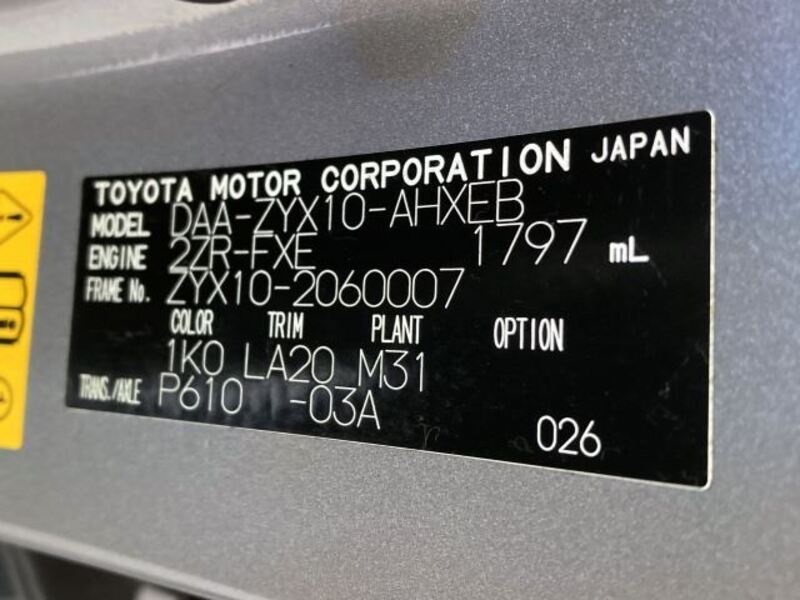 TOYOTA MOTOR CORPORATION JAPAN
MODEL DAA-ZYX10-AHXEB
ENGINE 2ZR-FXE 1797 mL
FRAME No. ZYX10-2060007
COLOR TRIM PLANT OPTION
1K0 LA20 M31
TRANS./AXLE P610 -03A
026